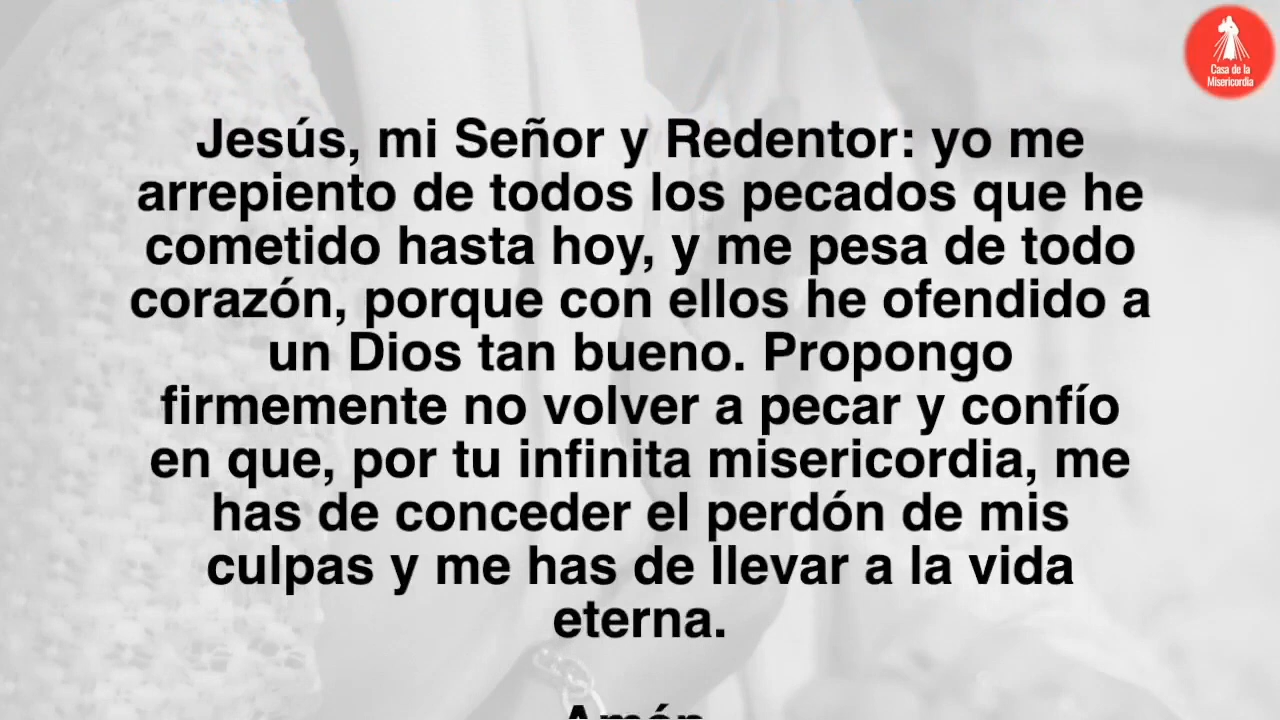 Casa de la
Misericordia
Jesús, mi Señor y Redentor: yo me
arrepiento de todos los pecados que he
cometido hasta hoy, y me pesa de todo
corazón, porque con ellos he ofendido a
un Dios tan bueno. Propongo
firmemente no volver a pecar y confío
en que, por tu infinita misericordia, me
has de conceder el perdón de mis
culpas y me has de llevar a la vida
eterna.
Amén